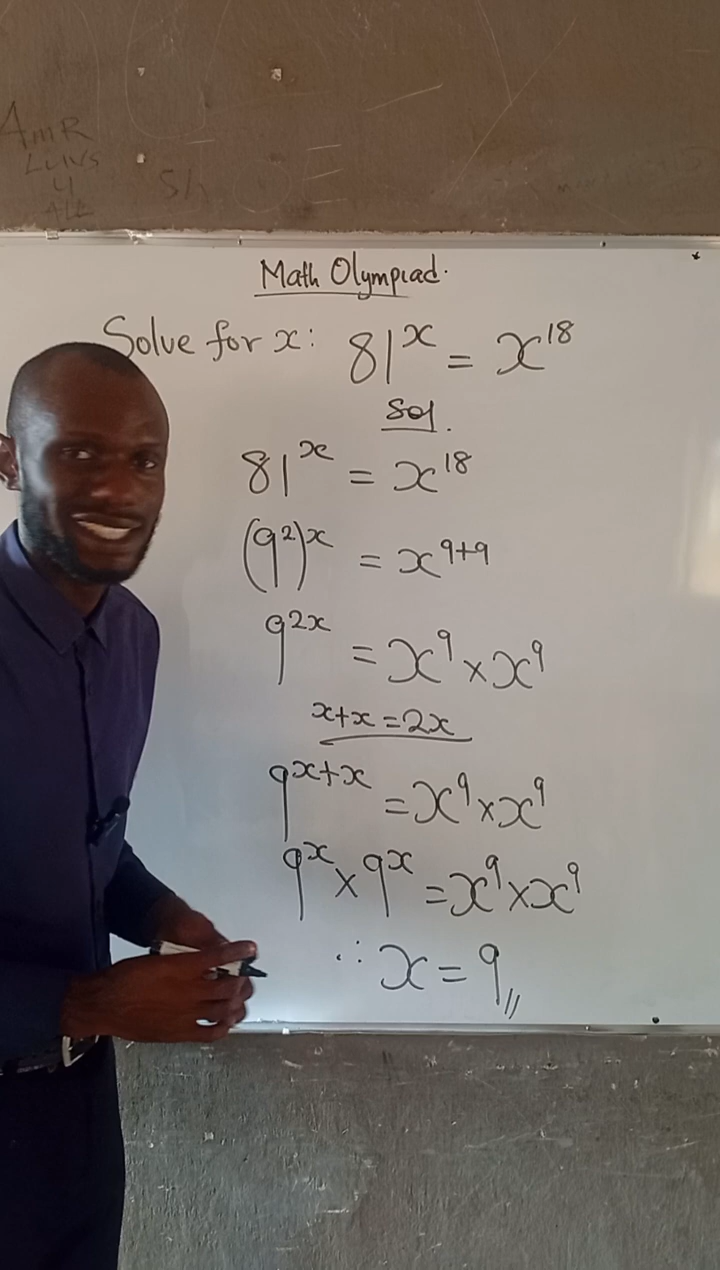 AmR
LUVS
4
ALL
Math Olympiad.
Solve for x: 81^x = x^18
Sol.
81^x = x^18
(9^2)^x = x^9+9
9^2x = x^9 × x^9
x+x = 2x
9^x+x = x^9 × x^9
9^x × 9^x = x^9 × x^9
∴ x = 9,,